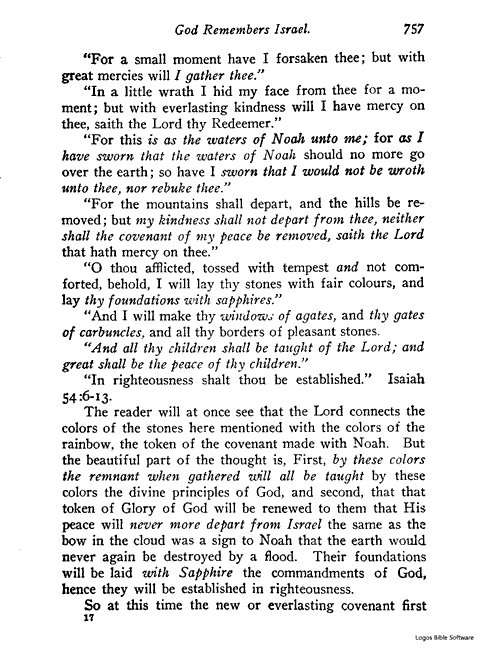 God Remembers Israel. 757
"For a small moment have I forsaken thee; but with
great mercies will I gather thee."
"In a little wrath I hid my face from thee for a mo-
ment; but with everlasting kindness will I have mercy on
thee, saith the Lord thy Redeemer."
"For this is as the waters of Noah unto me; for as I
have sworn that the waters of Noah should no more go
over the earth; so have I sworn that I would not be wroth
unto thee, nor rebuke thee."
"For the mountains shall depart, and the hills be re-
moved; but my kindness shall not depart from thee, neither
shall the covenant of my peace be removed, saith the Lord
that hath mercy on thee."
"O thou afflicted, tossed with tempest and not com-
forted, behold, I will lay thy stones with fair colours, and
lay thy foundations with sapphires."
"And I will make thy windows of agates, and thy gates
of carbuncles, and all thy borders of pleasant stones.
"And all thy children shall be taught of the Lord; and
great shall be the peace of thy children."
"In righteousness shalt thou be established." Isaiah
54:6-13.
The reader will at once see that the Lord connects the
colors of the stones here mentioned with the colors of the
rainbow, the token of the covenant made with Noah. But
the beautiful part of the thought is, First, by these colors
the remnant when gathered will all be taught by these
colors the divine principles of God, and second, that that
token of Glory of God will be renewed to them that His
peace will never more depart from Israel the same as the
bow in the cloud was a sign to Noah that the earth would
never again be destroyed by a flood. Their foundations
will be laid with Sapphire the commandments of God,
hence they will be established in righteousness.
So at this time the new or everlasting covenant first
17
Logos Bible Software